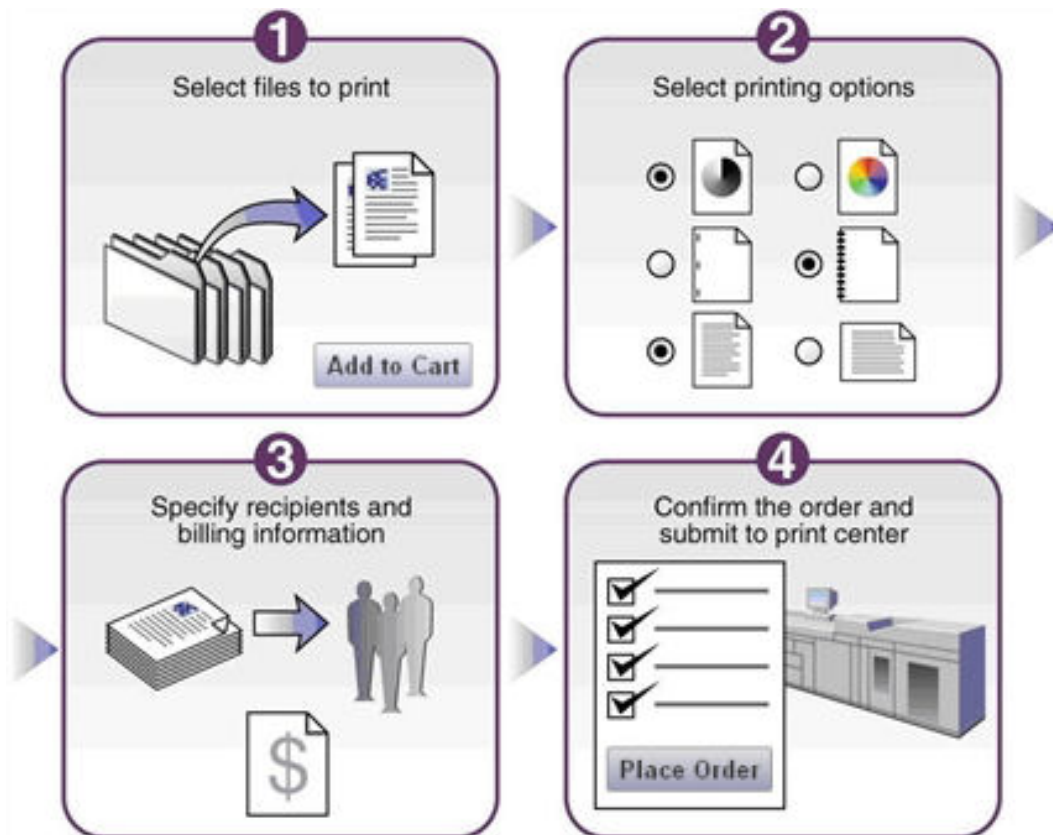 1
Select files to print
Add to Cart
2
Select printing options
3
Specify recipients and
billing information
$
4
Confirm the order and
submit to print center
Place Order